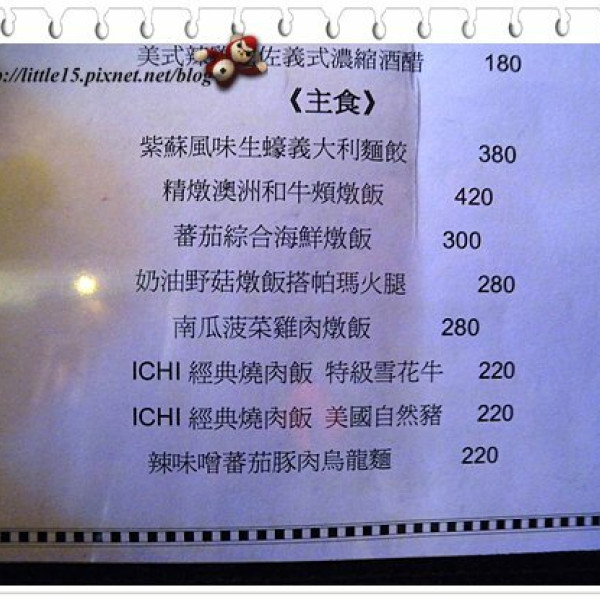 美式辣雞 佐義式濃縮酒醋 180
://little15.pixnet.net/blog
《主食》
紫蘇風味生蠔義大利麵餃 380
精燉澳洲和牛頰燉飯 420
蕃茄綜合海鮮燉飯 300
奶油野菇燉飯搭帕瑪火腿 280
南瓜菠菜雞肉燉飯 280
ICHI 經典燒肉飯 特級雪花牛 220
ICHI 經典燒肉飯 美國自然豬 220
辣味噌蕃茄豚肉烏龍麵 220